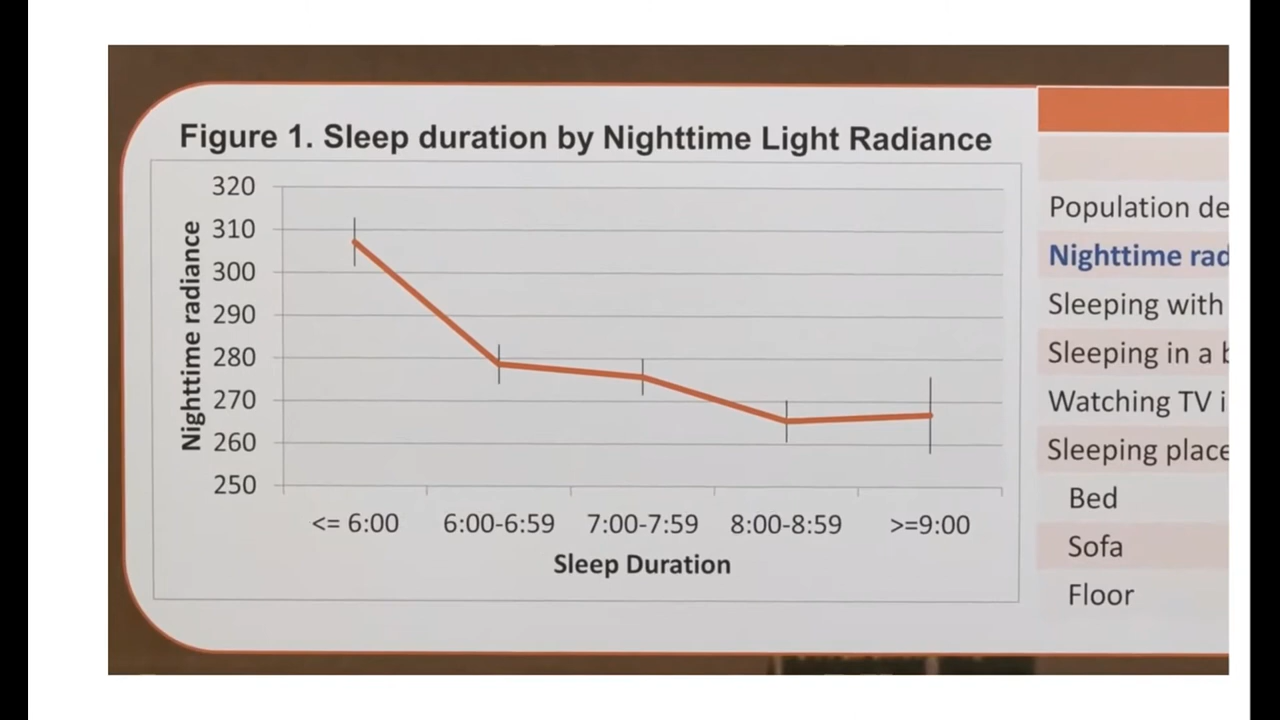 Figure 1. Sleep duration by Nighttime Light Radiance
Nighttime radiance
320
310
300
290
280
270
260
250
<= 6:00 6:00-6:59 7:00-7:59 8:00-8:59 >=9:00
Sleep Duration
Population de
Nighttime rad
Sleeping with
Sleeping in a b
Watching TV i
Sleeping place
Bed
Sofa
Floor